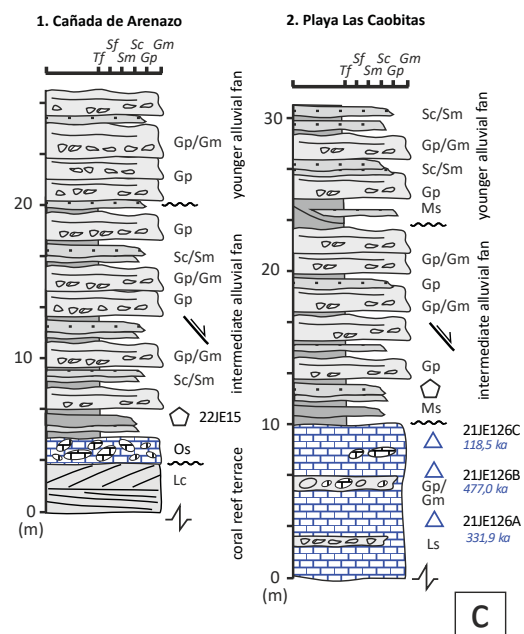 1. Cañada de Arenazo
Sf Sc Gm
Tf Sm Gp
20
10
0
(m)
Gp/Gm
Gp
Gp
Sc/Sm
Gp/Gm
Gp
Gp/Gm
Sc/Sm
22JE15
Os
Lc
younger alluvial fan
intermediate alluvial fan
coral reef terrace
2. Playa Las Caobitas
Sf Sc Gm
Tf Sm Gp
30
20
10
0
(m)
Sc/Sm
Gp/Gm
Sc/Sm
Gp
Ms
Gp/Gm
Gp
Gp/Gm
Gp
Ms
21JE126C
118,5 ka
21JE126B
477,0 ka
Gp/
Gm
21JE126A
331,9 ka
Ls
younger alluvial fan
intermediate alluvial fan
C